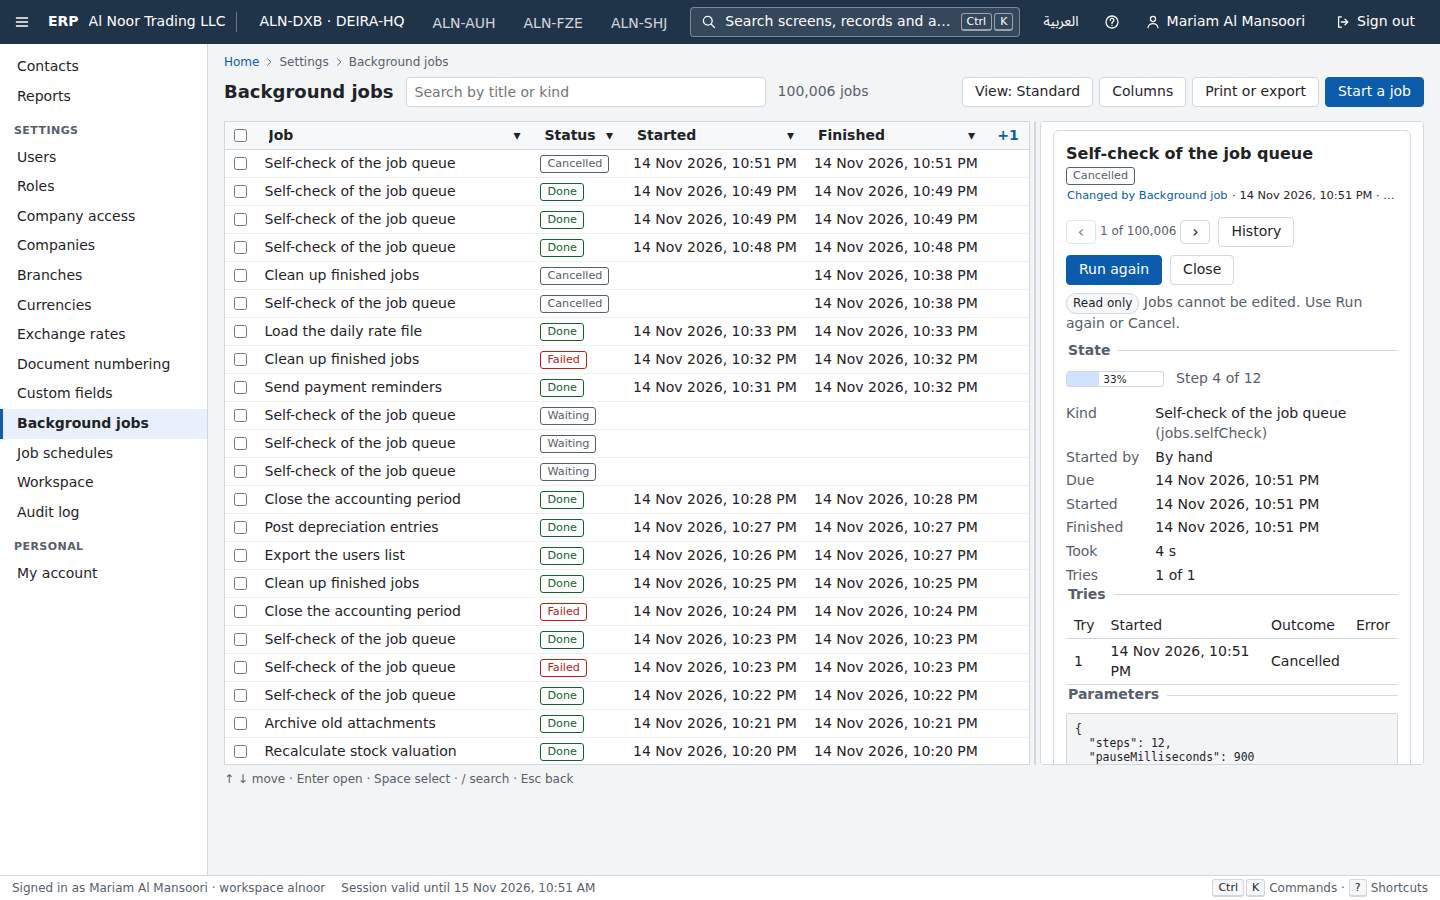 ERP Al Noor Trading LLC ALN-DXB · DEIRA-HQ ALN-AUH ALN-FZE ALN-SHJ Search screens, records and a… Ctrl K العربية Mariam Al Mansoori Sign out
Contacts
Reports
SETTINGS
Users
Roles
Company access
Companies
Branches
Currencies
Exchange rates
Document numbering
Custom fields
Background jobs
Job schedules
Workspace
Audit log
PERSONAL
My account
Home > Settings > Background jobs
Background jobs Search by title or kind 100,006 jobs View: Standard Columns Print or export Start a job
Job ▼ Status ▼ Started ▼ Finished ▼ +1
Self-check of the job queue Cancelled 14 Nov 2026, 10:51 PM 14 Nov 2026, 10:51 PM
Self-check of the job queue Done 14 Nov 2026, 10:49 PM 14 Nov 2026, 10:49 PM
Self-check of the job queue Done 14 Nov 2026, 10:49 PM 14 Nov 2026, 10:49 PM
Self-check of the job queue Done 14 Nov 2026, 10:48 PM 14 Nov 2026, 10:48 PM
Clean up finished jobs Cancelled 14 Nov 2026, 10:38 PM
Self-check of the job queue Cancelled 14 Nov 2026, 10:38 PM
Load the daily rate file Done 14 Nov 2026, 10:33 PM 14 Nov 2026, 10:33 PM
Clean up finished jobs Failed 14 Nov 2026, 10:32 PM 14 Nov 2026, 10:32 PM
Send payment reminders Done 14 Nov 2026, 10:31 PM 14 Nov 2026, 10:32 PM
Self-check of the job queue Waiting
Self-check of the job queue Waiting
Self-check of the job queue Waiting
Close the accounting period Done 14 Nov 2026, 10:28 PM 14 Nov 2026, 10:28 PM
Post depreciation entries Done 14 Nov 2026, 10:27 PM 14 Nov 2026, 10:27 PM
Export the users list Done 14 Nov 2026, 10:26 PM 14 Nov 2026, 10:27 PM
Clean up finished jobs Done 14 Nov 2026, 10:25 PM 14 Nov 2026, 10:25 PM
Close the accounting period Failed 14 Nov 2026, 10:24 PM 14 Nov 2026, 10:24 PM
Self-check of the job queue Done 14 Nov 2026, 10:23 PM 14 Nov 2026, 10:23 PM
Self-check of the job queue Failed 14 Nov 2026, 10:23 PM 14 Nov 2026, 10:23 PM
Self-check of the job queue Done 14 Nov 2026, 10:22 PM 14 Nov 2026, 10:22 PM
Archive old attachments Done 14 Nov 2026, 10:21 PM 14 Nov 2026, 10:21 PM
Recalculate stock valuation Done 14 Nov 2026, 10:20 PM 14 Nov 2026, 10:20 PM
↑ ↓ move · Enter open · Space select · / search · Esc back
Self-check of the job queue
Cancelled
Changed by Background job · 14 Nov 2026, 10:51 PM · …
‹ 1 of 100,006 › History
Run again Close
Read only Jobs cannot be edited. Use Run
again or Cancel.
State
33% Step 4 of 12
Kind Self-check of the job queue
(jobs.selfCheck)
Started by By hand
Due 14 Nov 2026, 10:51 PM
Started 14 Nov 2026, 10:51 PM
Finished 14 Nov 2026, 10:51 PM
Took 4 s
Tries 1 of 1
Tries
Try Started Outcome Error
1 14 Nov 2026, 10:51 PM Cancelled
Parameters
{
"steps": 12,
"pauseMilliseconds": 900
Signed in as Mariam Al Mansoori · workspace alnoor Session valid until 15 Nov 2026, 10:51 AM Ctrl K Commands · ? Shortcuts